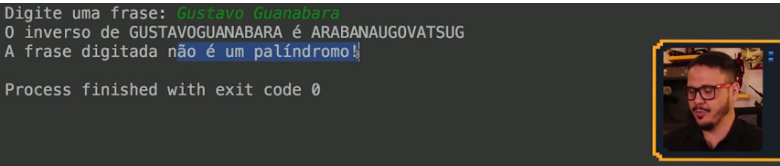 Digite uma frase: Gustavo Guanabara
O inverso de GUSTAVOGUANABARA é ARABANAUGOVATSUG
A frase digitada não é um palíndromo!
Process finished with exit code 0